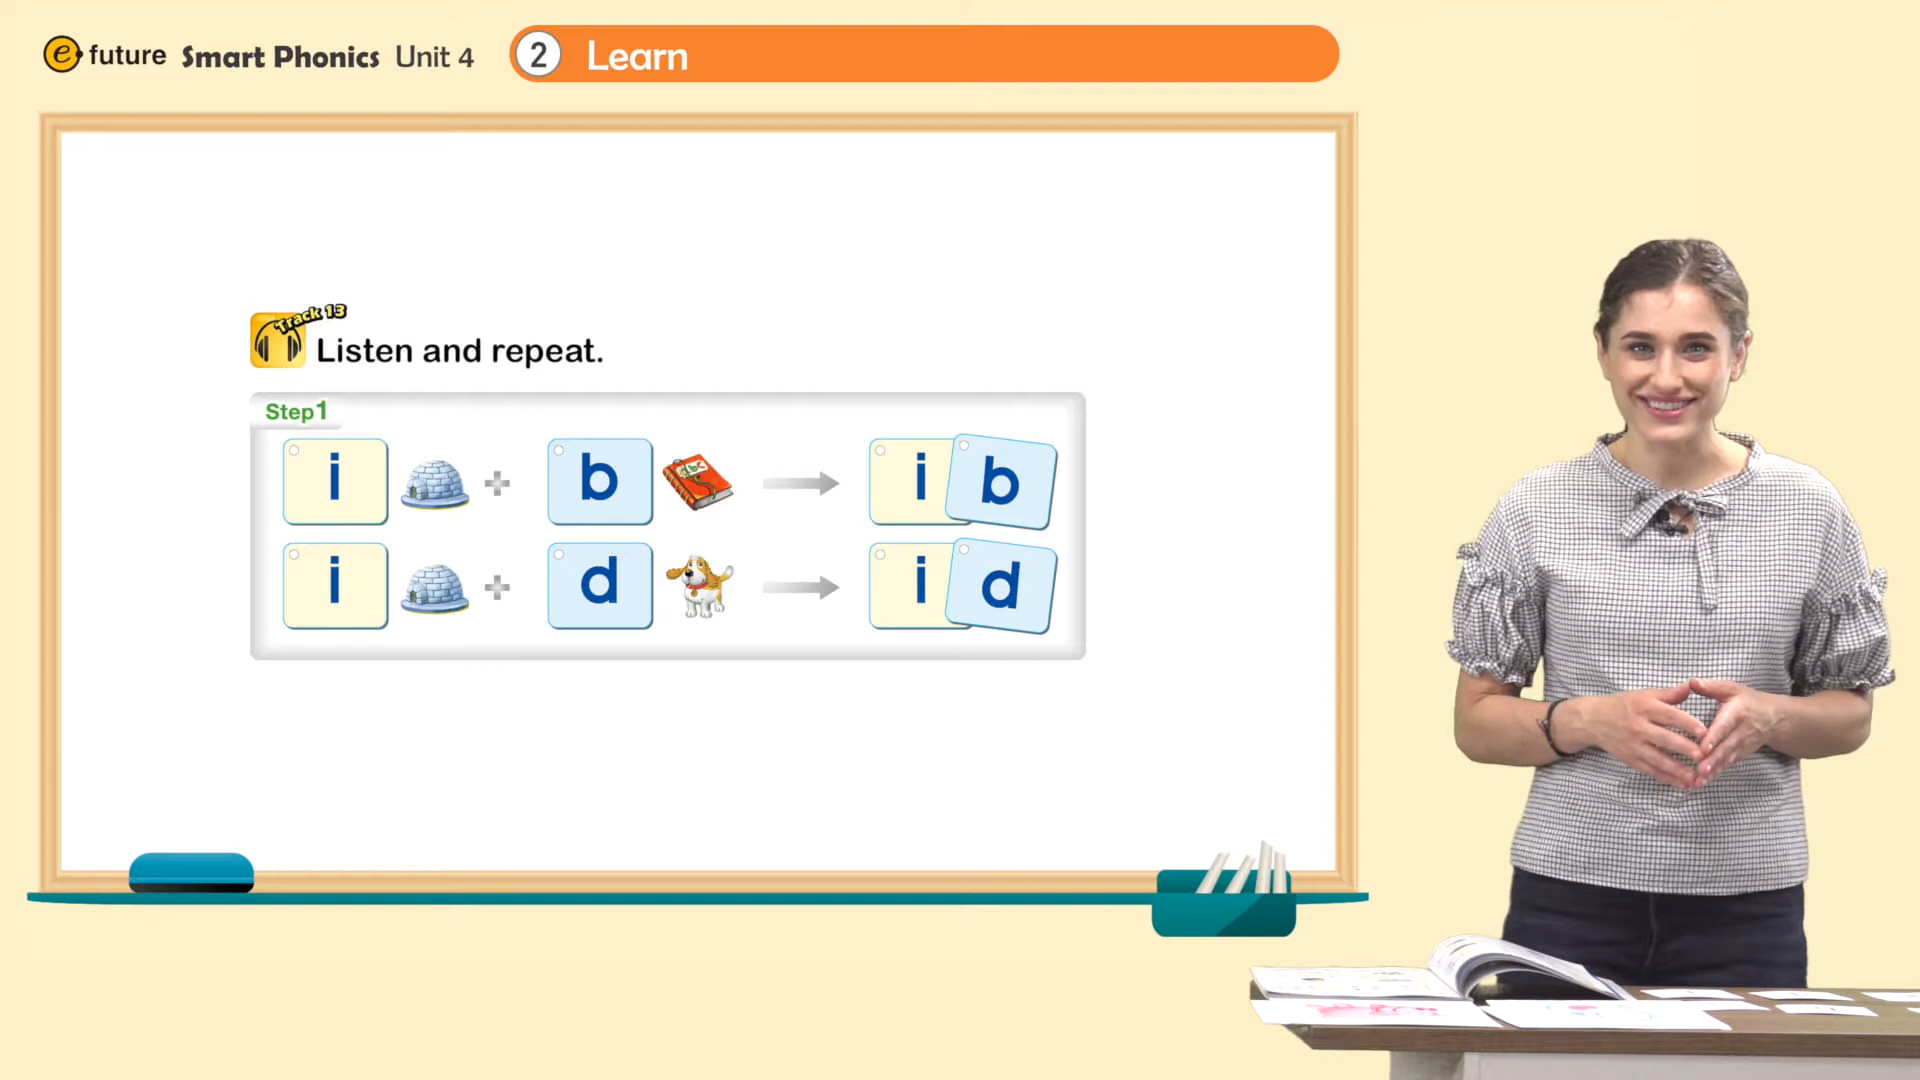 e future Smart Phonics Unit 4
2 Learn
Track 13
Listen and repeat.
Step1
i + b i b
i + d i d